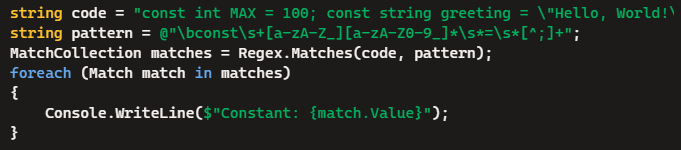 string code = "const int MAX = 100; const string greeting = \"Hello, World!\
string pattern = @"\bconst\s+[a-zA-Z_][a-zA-Z0-9_]*\s*=\s*[^;]+";
MatchCollection matches = Regex.Matches(code, pattern);
foreach (Match match in matches)
{
    Console.WriteLine($"Constant: {match.Value}");
}